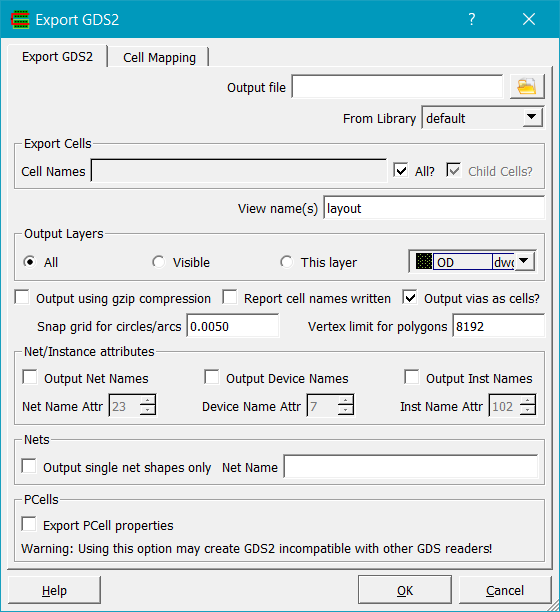 Export GDS2
Export GDS2 Cell Mapping
Output file
From Library default
Export Cells
Cell Names All? Child Cells?
View name(s) layout
Output Layers
All Visible This layer OD
Output using gzip compression Report cell names written Output vias as cells?
Snap grid for circles/arcs 0.0050 Vertex limit for polygons 8192
Net/Instance attributes
Output Net Names Output Device Names Output Inst Names
Net Name Attr 23 Device Name Attr 7 Inst Name Attr 102
Nets
Output single net shapes only Net Name
PCells
Export PCell properties
Warning: Using this option may create GDS2 incompatible with other GDS readers!
Help OK Cancel